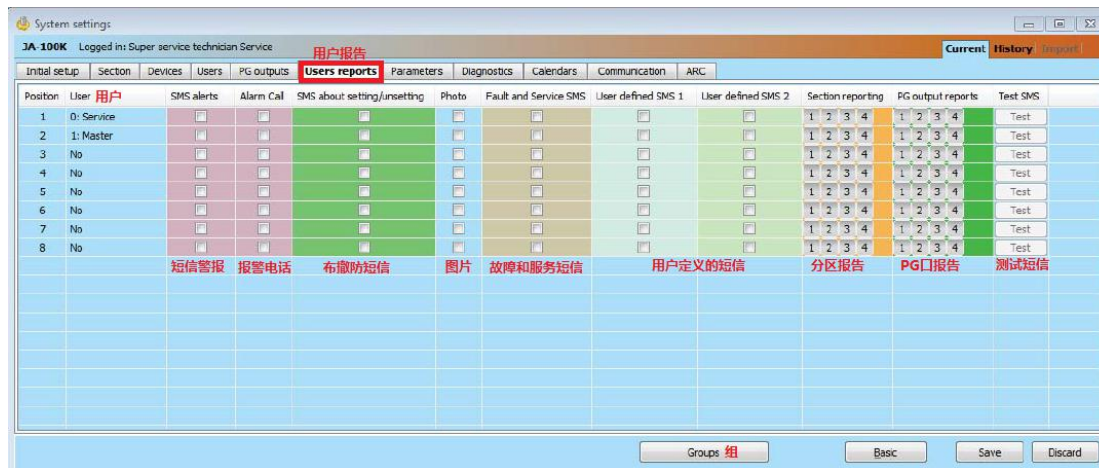 System settings
JA-100K Logged in: Super service technician Service
用户报告
Current History Import
Initial setup Section Devices Users PG outputs Users reports Parameters Diagnostics Calendars Communication ARC
Position User 用户 SMS alerts Alarm Call SMS about setting/unsetting Photo Fault and Service SMS User defined SMS 1 User defined SMS 2 Section reporting PG output reports Test SMS
1 0: Service 1 2 3 4 1 2 3 4 Test
2 1: Master 1 2 3 4 1 2 3 4 Test
3 No 1 2 3 4 1 2 3 4 Test
4 No 1 2 3 4 1 2 3 4 Test
5 No 1 2 3 4 1 2 3 4 Test
6 No 1 2 3 4 1 2 3 4 Test
7 No 1 2 3 4 1 2 3 4 Test
8 No 1 2 3 4 1 2 3 4 Test
短信警报 报警电话 布撤防短信 图片 故障和服务短信 用户定义的短信 分区报告 PG口报告 测试短信
Groups 组 Basic Save Discard